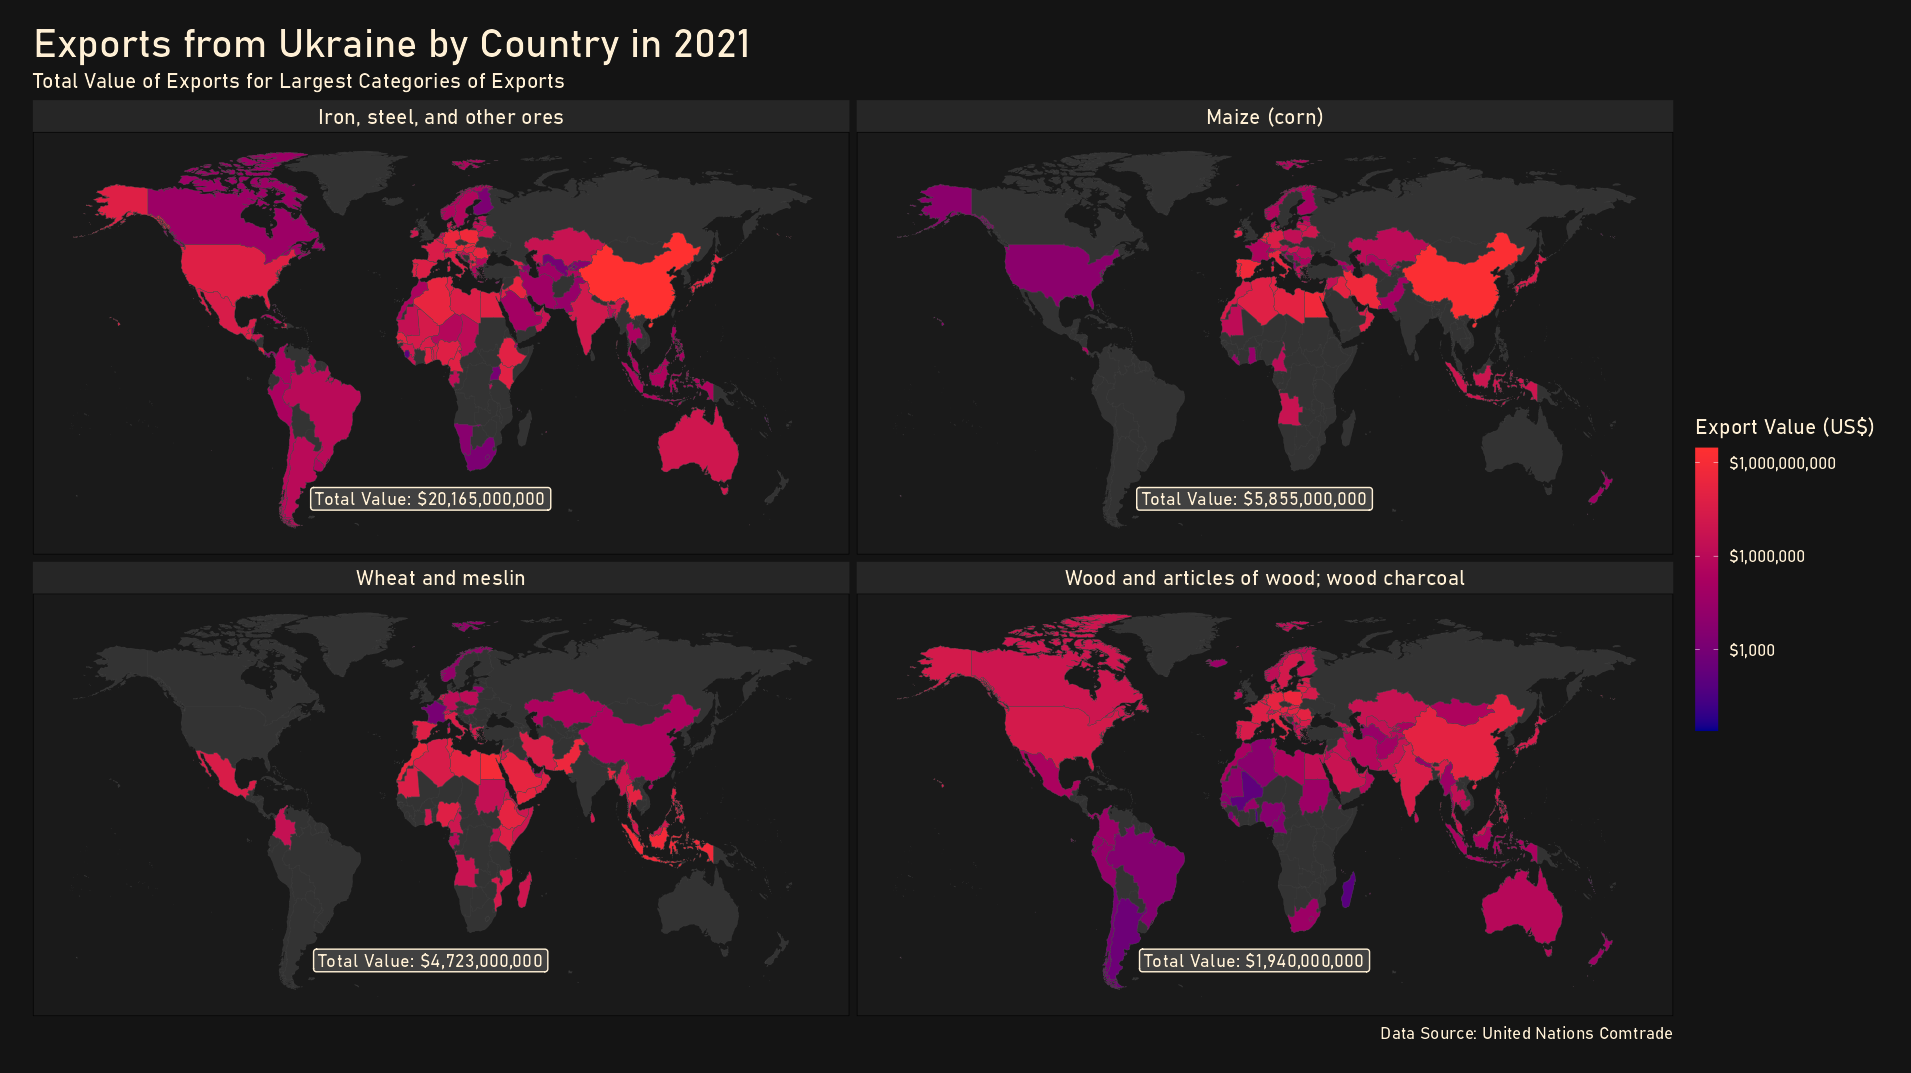 Exports from Ukraine by Country in 2021
Total Value of Exports for Largest Categories of Exports
Iron, steel, and other ores
Maize (corn)
Total Value: $20,165,000,000
Total Value: $5,855,000,000
Wheat and meslin
Wood and articles of wood; wood charcoal
Total Value: $4,723,000,000
Total Value: $1,940,000,000
Export Value (US$)
$1,000,000,000
$1,000,000
$1,000
Data Source: United Nations Comtrade